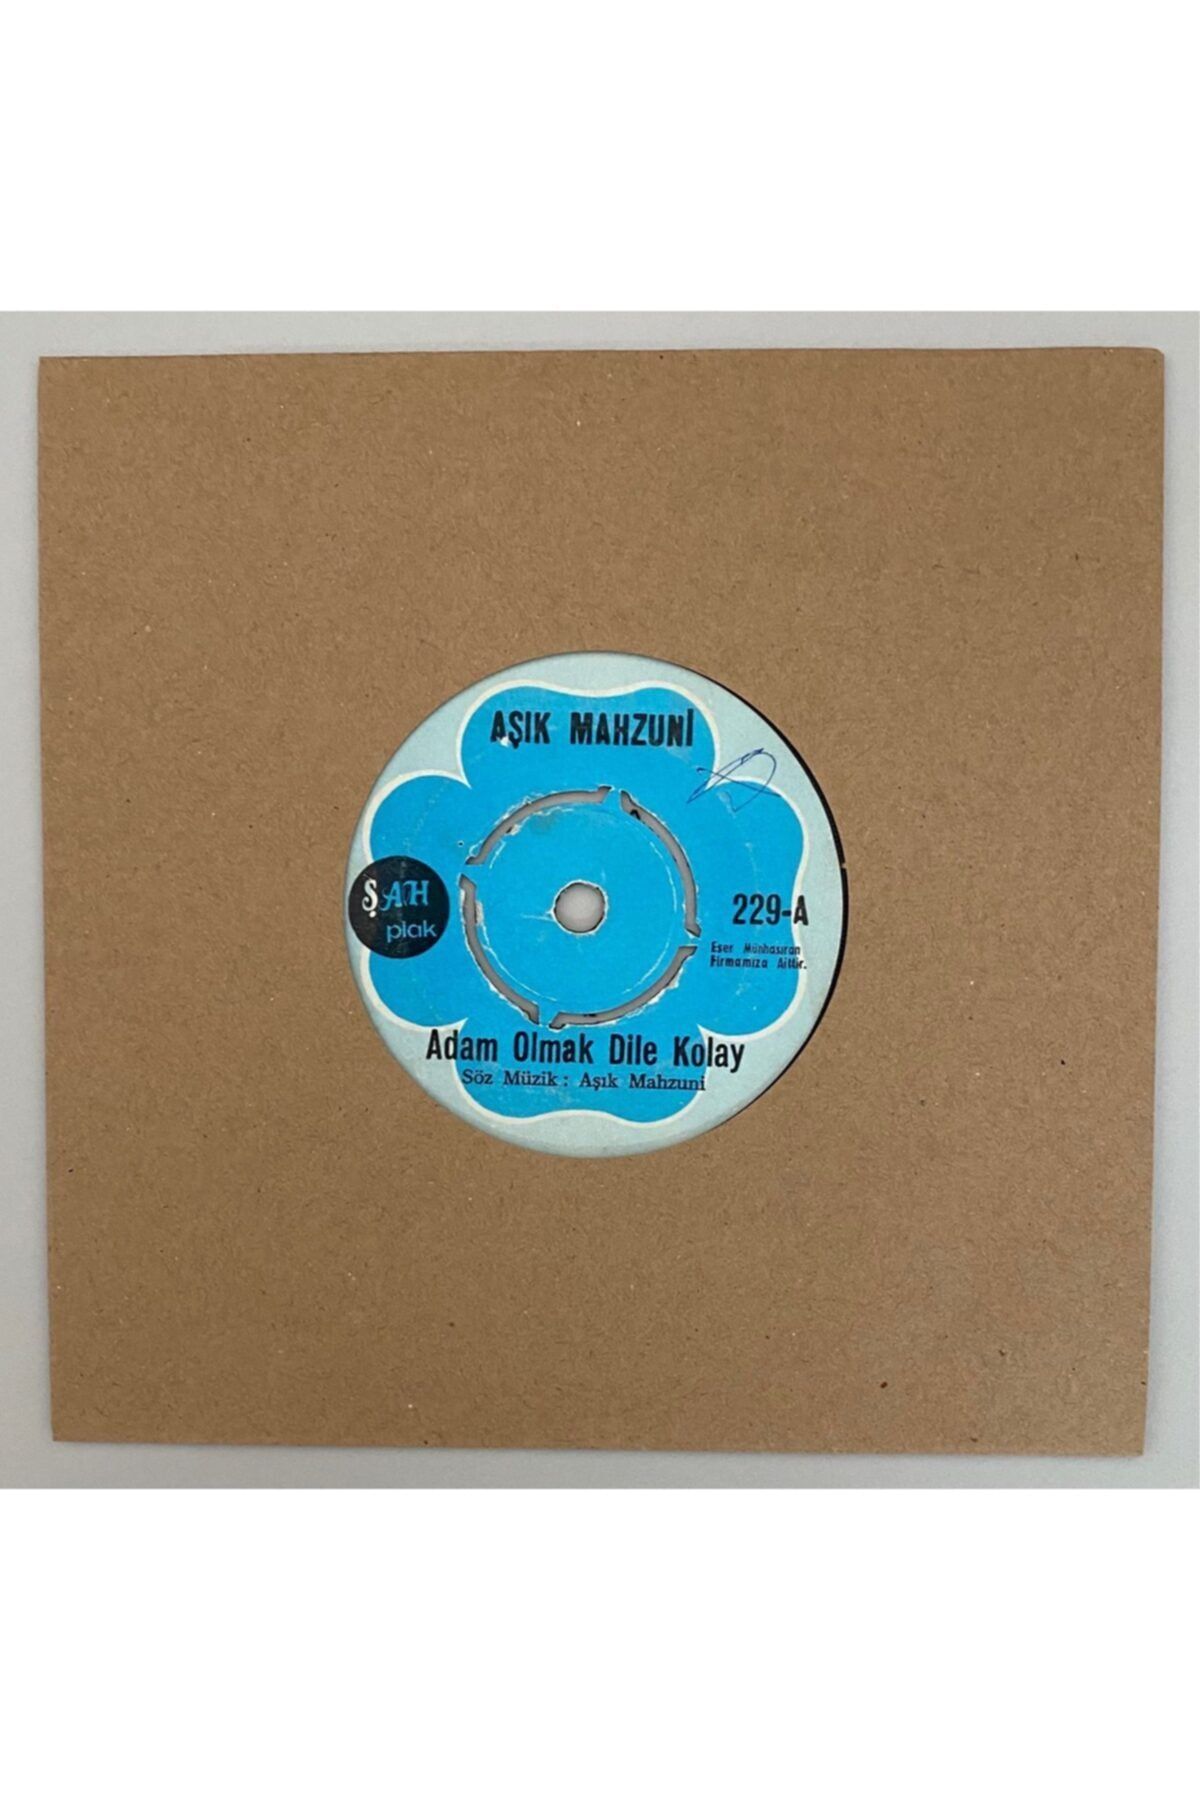 AŞIK MAHZUNİ
ŞAH
plak
229-A
Eser Münhasıran
Firmamıza Aittir.
Adam Olmak Dile Kolay
Söz Müzik : Aşık Mahzuni